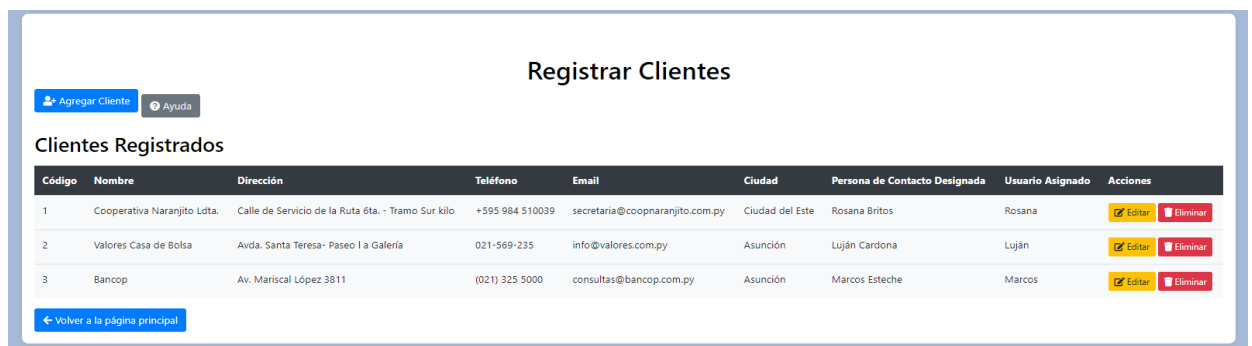 Registrar Clientes
Agregar Cliente Ayuda
Clientes Registrados
Código Nombre Dirección Teléfono Email Ciudad Persona de Contacto Designada Usuario Asignado Acciones
1 Cooperativa Naranjito Ldta. Calle de Servicio de la Ruta 6ta. - Tramo Sur kilo +595 984 510039 secretaria@coopnaranjito.com.py Ciudad del Este Rosana Britos Rosana Editar Eliminar
2 Valores Casa de Bolsa Avda. Santa Teresa- Paseo l a Galería 021-569-235 info@valores.com.py Asunción Luján Cardona Luján Editar Eliminar
3 Bancop Av. Mariscal López 3811 (021) 325 5000 consultas@bancop.com.py Asunción Marcos Esteche Marcos Editar Eliminar
Volver a la página principal